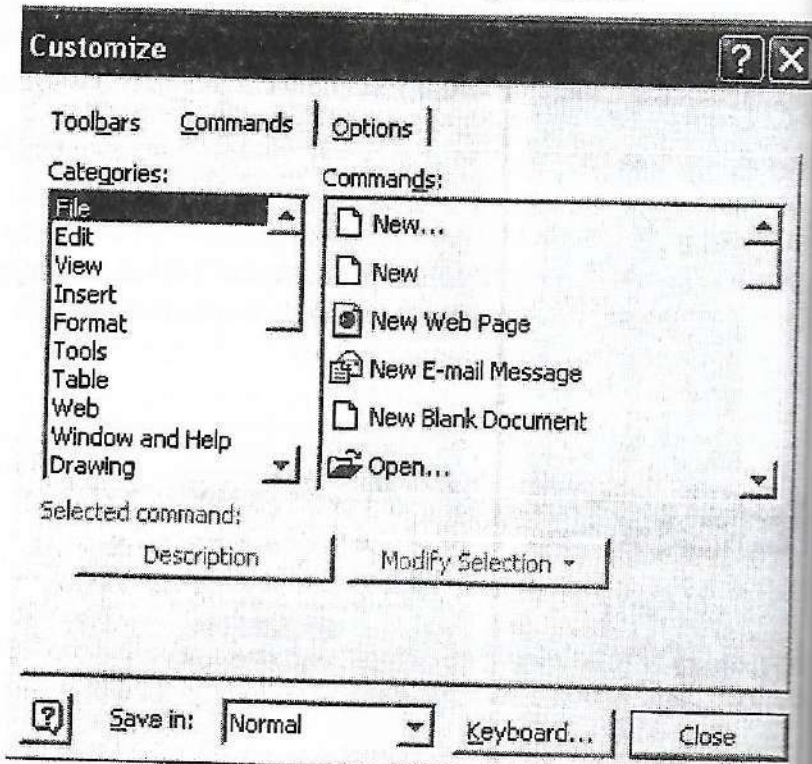 Customize
Toolbars Commands Options
Categories: Commands:
File
Edit
View
Insert
Format
Tools
Table
Web
Window and Help
Drawing
New...
New
New Web Page
New E-mail Message
New Blank Document
Open...
Selected command:
Description Modify Selection
Save in: Normal Keyboard... Close